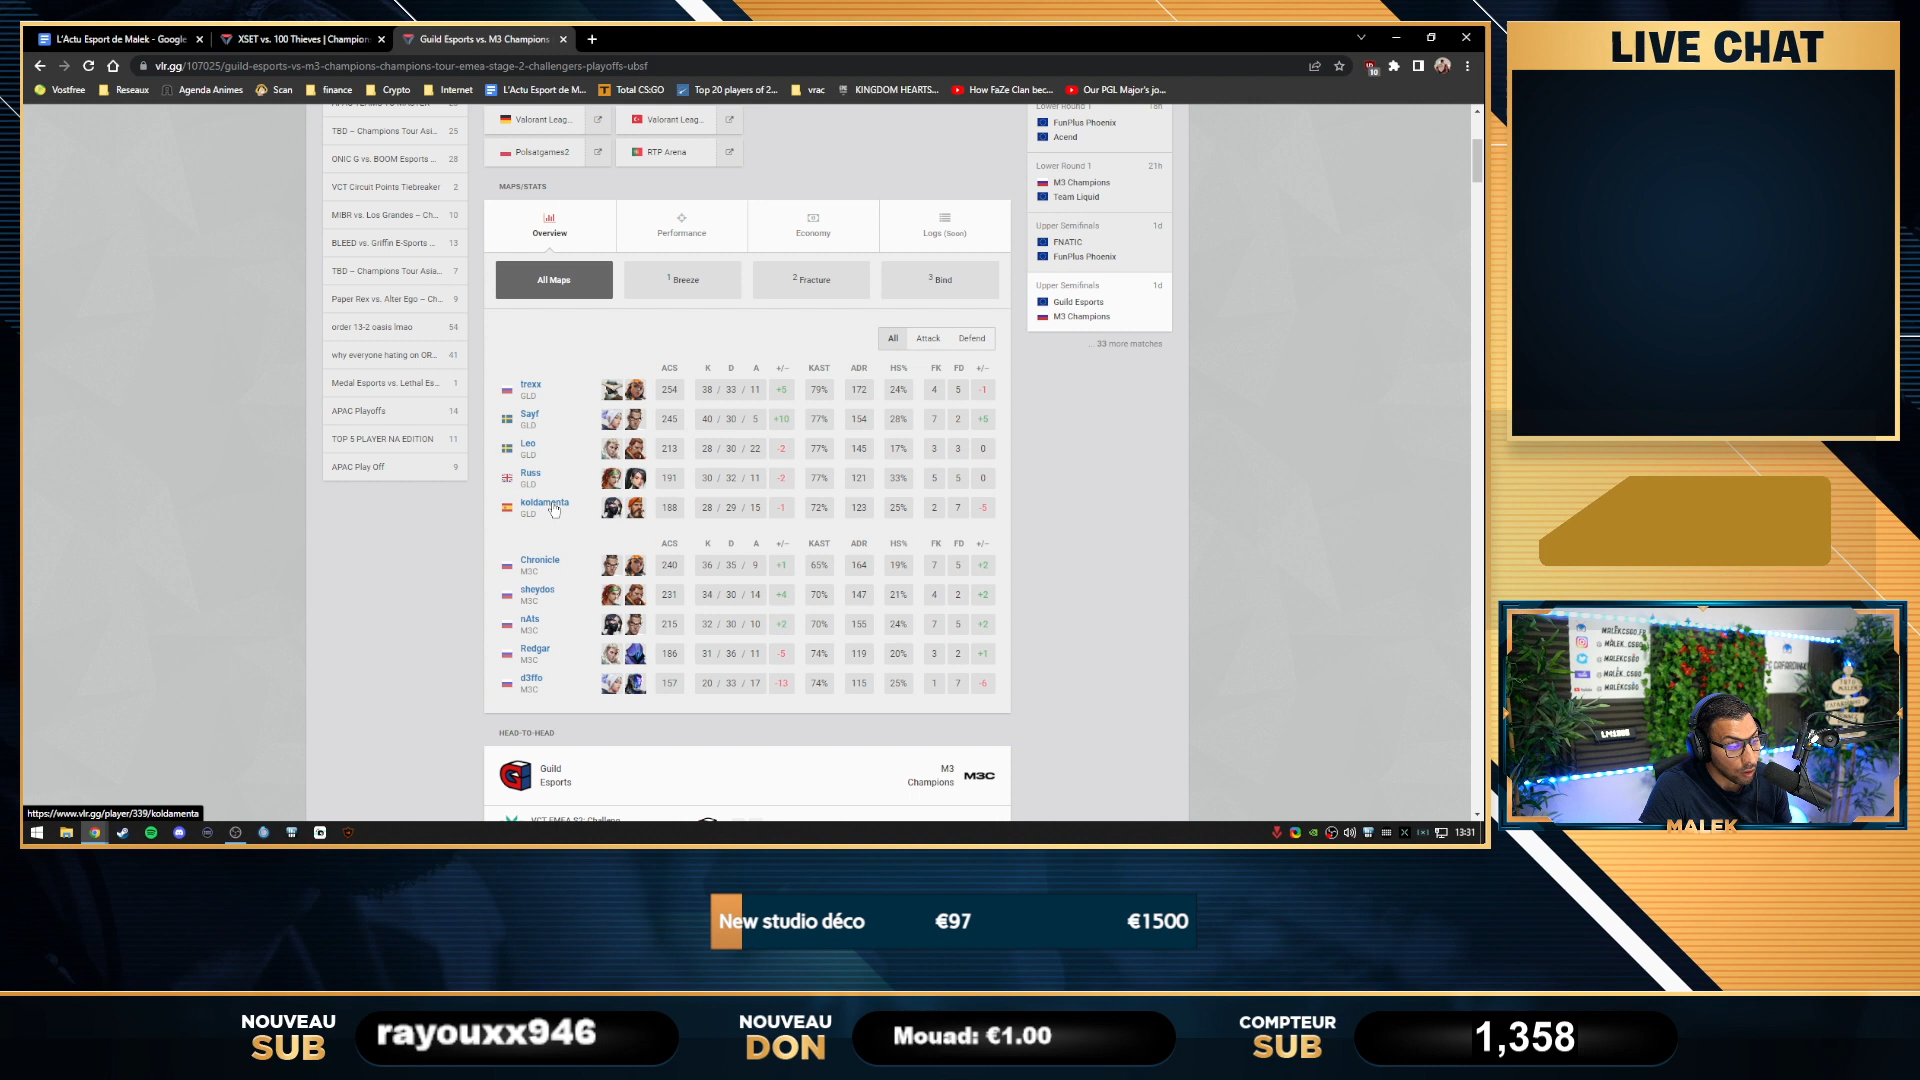 L'Actu Esport de Malek - Google
XSET vs. 100 Thieves | Champion
Guild Esports vs. M3 Champions
vlr.gg/107025/guild-esports-vs-m3-champions-champions-tour-emea-stage-2-challengers-playoffs-ubsf
10
Vostfree
Reseaux
Agenda Animes
Scan
finance
Crypto
Internet
L'Actu Esport de M...
Total CS:GO
Top 20 players of 2...
vrac
KINGDOM HEARTS...
How FaZe Clan bec...
Our PGL Major's jo...
TBD – Champions Tour Asi... 25
ONIC G vs. BOOM Esports ... 28
VCT Circuit Points Tiebreaker 2
MIBR vs. Los Grandes – Ch... 10
BLEED vs. Griffin E-Sports ... 13
TBD – Champions Tour Asia... 7
Paper Rex vs. Alter Ego – Ch... 9
order 13-2 oasis lmao 54
why everyone hating on OR... 41
Medal Esports vs. Lethal Es... 1
APAC Playoffs 14
TOP 5 PLAYER NA EDITION 11
APAC Play Off 9
Valorant Leag...
Valorant Leag...
Polsatgames2
RTP Arena
MAPS/STATS
Overview
Performance
Economy
Logs (Soon)
All Maps
1 Breeze
2 Fracture
3 Bind
All Attack Defend
ACS K D A +/– KAST ADR HS% FK FD +/–
trexx GLD 254 38 / 33 / 11 +5 79% 172 24% 4 5 -1
Sayf GLD 245 40 / 30 / 5 +10 77% 154 28% 7 2 +5
Leo GLD 213 28 / 30 / 22 -2 77% 145 17% 3 3 0
Russ GLD 191 30 / 32 / 11 -2 77% 121 33% 5 5 0
koldamenta GLD 188 28 / 29 / 15 -1 72% 123 25% 2 7 -5
ACS K D A +/– KAST ADR HS% FK FD +/–
Chronicle M3C 240 36 / 35 / 9 +1 65% 164 19% 7 5 +2
sheydos M3C 231 34 / 30 / 14 +4 70% 147 21% 4 2 +2
nAts M3C 215 32 / 30 / 10 +2 70% 155 24% 7 5 +2
Redgar M3C 186 31 / 36 / 11 -5 74% 119 20% 3 2 +1
d3ffo M3C 157 20 / 33 / 17 -13 74% 115 25% 1 7 -6
HEAD-TO-HEAD
Guild Esports
M3 Champions M3C
Lower Round 1 18h
FunPlus Phoenix
Acend
Lower Round 1 21h
M3 Champions
Team Liquid
Upper Semifinals 1d
FNATIC
FunPlus Phoenix
Upper Semifinals 1d
Guild Esports
M3 Champions
... 33 more matches
https://www.vlr.gg/player/339/koldamenta
13:31
LIVE CHAT
MALEKCSGO.FR
@ MALEK_CSGO
@ MALEKCSGO
@ MALEK_CSGO
@ MALEKCSGO
MALEK
New studio déco €97 €1500
NOUVEAU SUB
rayouxx946
NOUVEAU DON
Mouad: €1.00
COMPTEUR SUB
1,358